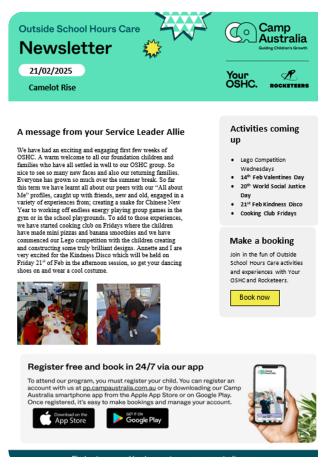 Outside School Hours Care
Newsletter
21/02/2025
Camelot Rise
Camp
Australia
Guiding Children's Growth
Your
OSHC.
ROCKETEERS
A message from your Service Leader Allie
We have had an exciting and engaging first few weeks of
OSHC. A warm welcome to all our foundation children and
families who have all settled in well to our OSHC group. So
nice to see so many new faces and also our returning families.
Everyone has grown so much over the summer break. So far
this term we have learnt all about our peers with our "All about
Me" profiles, caught up with friends, new and old, engaged in a
variety of experiences from; creating a snake for Chinese New
Year to working off endless energy playing group games in the
gym or in the school playgrounds. To add to those experiences,
we have started cooking club on Fridays where the children
have made mini pizzas and banana smoothies and we have
commenced our Lego competition with the children creating
and constructing some truly brilliant designs. Annette and I are
very excited for the Kindness Disco which will be held on
Friday 21st of Feb in the afternoon session, so get your dancing
shoes on and wear a cool costume.
Activities coming
up
• Lego Competition
Wednesdays
• 14th Feb Valentines Day
• 20th World Social Justice
Day
• 21st Feb Kindness Disco
• Cooking Club Fridays
Make a booking
Join in the fun of Outside
School Hours Care activities
and experiences with Your
OSHC and Rocketeers.
Book now
Register free and book in 24/7 via our app
To attend our program, you must register your child. You can register an
account with us at pp.campaustralia.com.au or by downloading our Camp
Australia smartphone app from the Apple App Store or on Google Play.
Once registered, it's easy to make bookings and manage your account.
Download on the
App Store
GET IT ON
Google Play